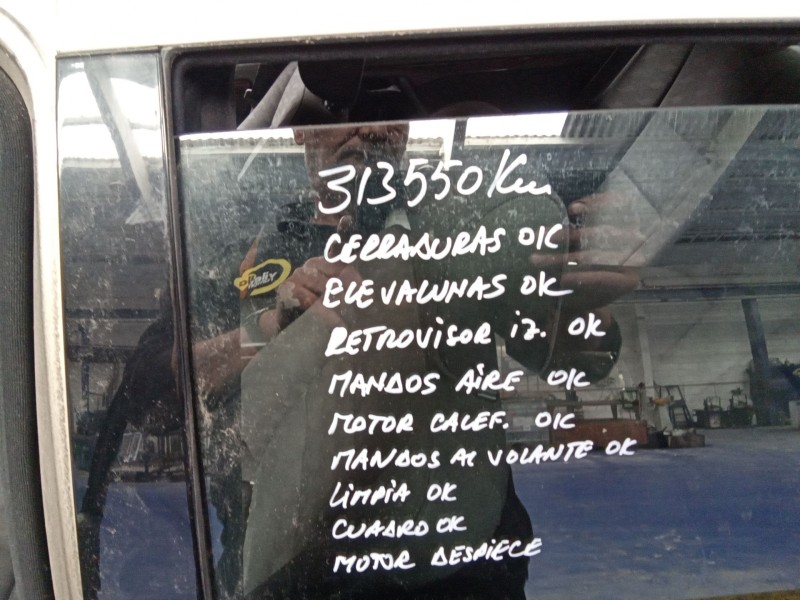 313550 Km
CERRADURAS OK
ELEVALUNAS OK
RETROVISOR iZ. OK
MANDOS AiRE OK
MOTOR CALEF. OK
MANDOS AL VOLANTE OK
LiMPiA OK
CUADRO OK
MOTOR DESPiECE